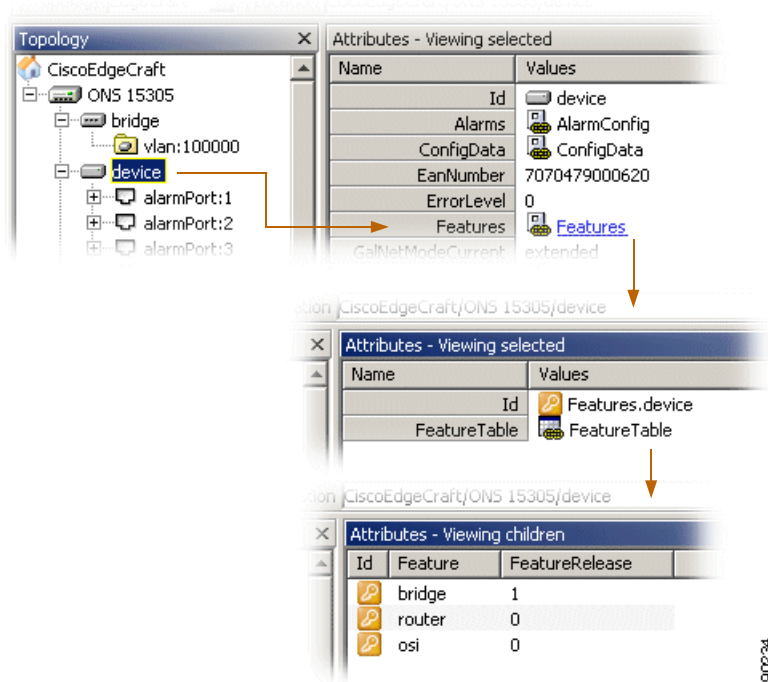 Topology
CiscoEdgeCraft
ONS 15305
bridge
vlan:100000
device
alarmPort:1
alarmPort:2
alarmPort:3
Attributes - Viewing selected
Name Values
Id device
Alarms AlarmConfig
ConfigData ConfigData
EanNumber 7070479000620
ErrorLevel 0
Features Features
GalNetModeCurrent extended
CiscoEdgeCraft/ONS 15305/device
Attributes - Viewing selected
Name Values
Id Features.device
FeatureTable FeatureTable
CiscoEdgeCraft/ONS 15305/device
Attributes - Viewing children
Id Feature FeatureRelease
bridge 1
router 0
osi 0
90234